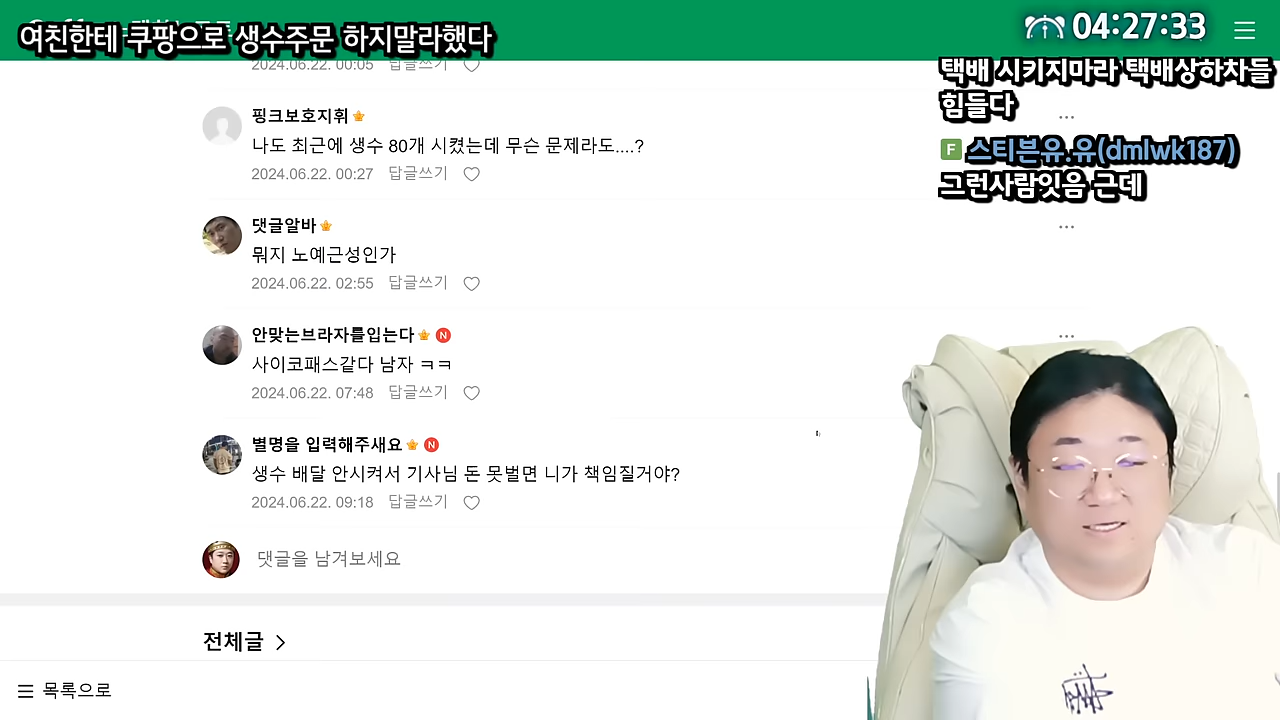 여친한테 쿠팡으로 생수주문 하지말라했다
04:27:33
택배 시키지마라 택배상하차들
힘들다
F 스티븐유.유(dmlwk187)
그런사람잇음 근데
2024.06.22. 00:05 답글쓰기
핑크보호지휘
나도 최근에 생수 80개 시켰는데 무슨 문제라도....?
2024.06.22. 00:27 답글쓰기
댓글알바
뭐지 노예근성인가
2024.06.22. 02:55 답글쓰기
안맞는브라자를입는다 N
사이코패스같다 남자 ㅋㅋ
2024.06.22. 07:48 답글쓰기
별명을 입력해주새요 N
생수 배달 안시켜서 기사님 돈 못벌면 니가 책임질거야?
2024.06.22. 09:18 답글쓰기
댓글을 남겨보세요
전체글
목록으로